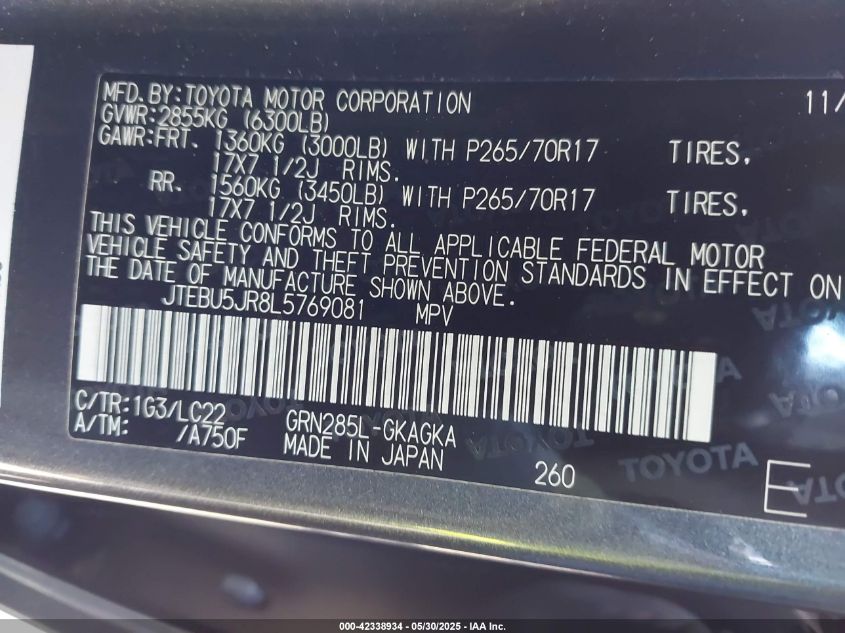 MFD. BY: TOYOTA MOTOR CORPORATION 11/
GVWR: 2855KG (6300LB)
GAWR: FRT. 1360KG (3000LB) WITH P265/70R17 TIRES,
17X7 1/2J RIMS.
RR. 1560KG (3450LB) WITH P265/70R17 TIRES,
17X7 1/2J RIMS.
THIS VEHICLE CONFORMS TO ALL APPLICABLE FEDERAL MOTOR
VEHICLE SAFETY AND THEFT PREVENTION STANDARDS IN EFFECT ON
THE DATE OF MANUFACTURE SHOWN ABOVE.
JTEBU5JR8L5769081 MPV
C/TR: 1G3/LC22 GRN285L-GKAGKA
A/TM: /A750F MADE IN JAPAN
260
TOYOTA
E
000-42338934 - 05/30/2025 - IAA Inc.